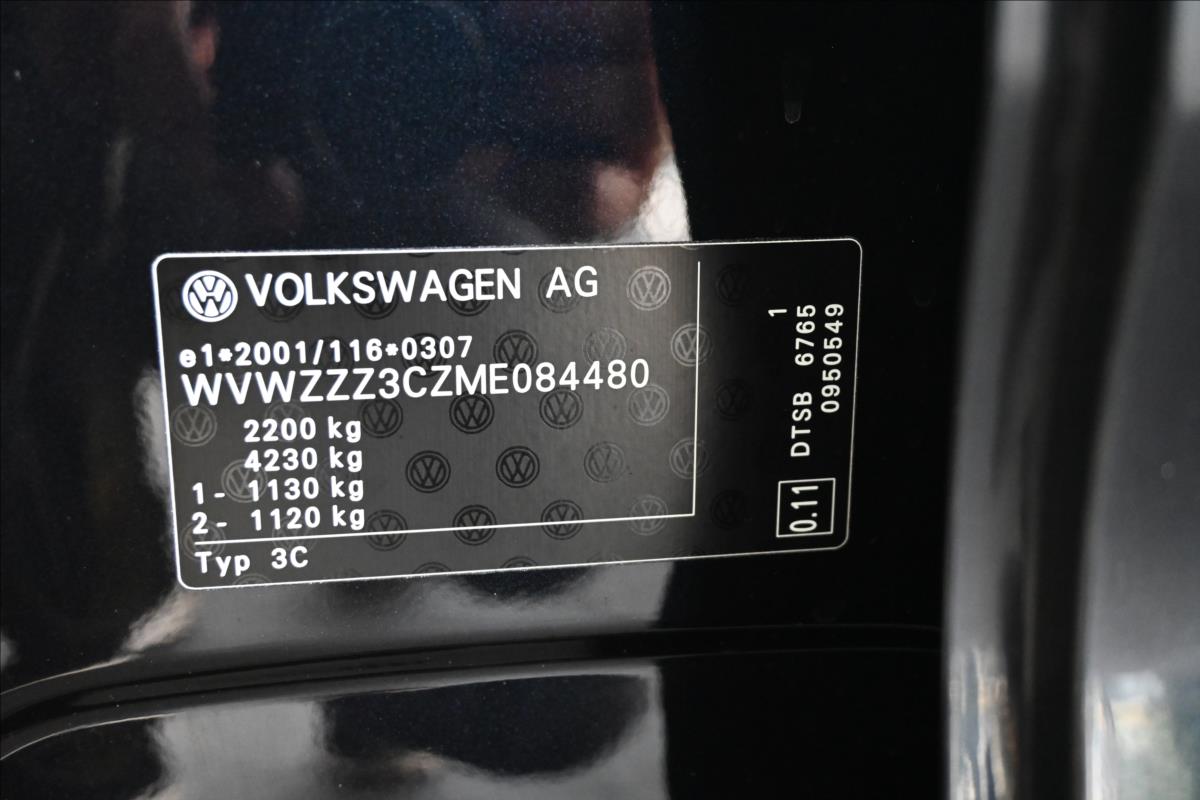 VOLKSWAGEN AG
e1*2001/116*0307
WVWZZZ3CZME084480
2200 kg
4230 kg
1- 1130 kg
2- 1120 kg
Typ 3C
1
DTSB 6765
0950549
0.11